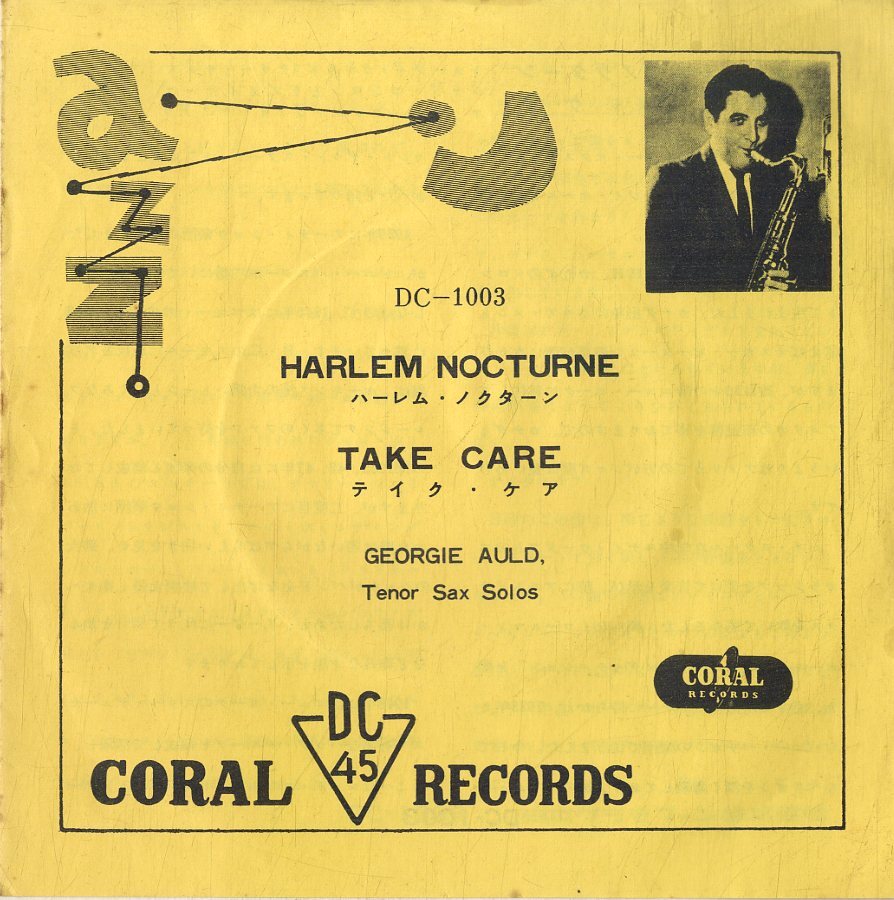 JAZZ
DC-1003
HARLEM NOCTURNE
ハーレム・ノクターン
TAKE CARE
テイク・ケア
GEORGIE AULD,
Tenor Sax Solos
CORAL
RECORDS
DC
45
CORAL RECORDS